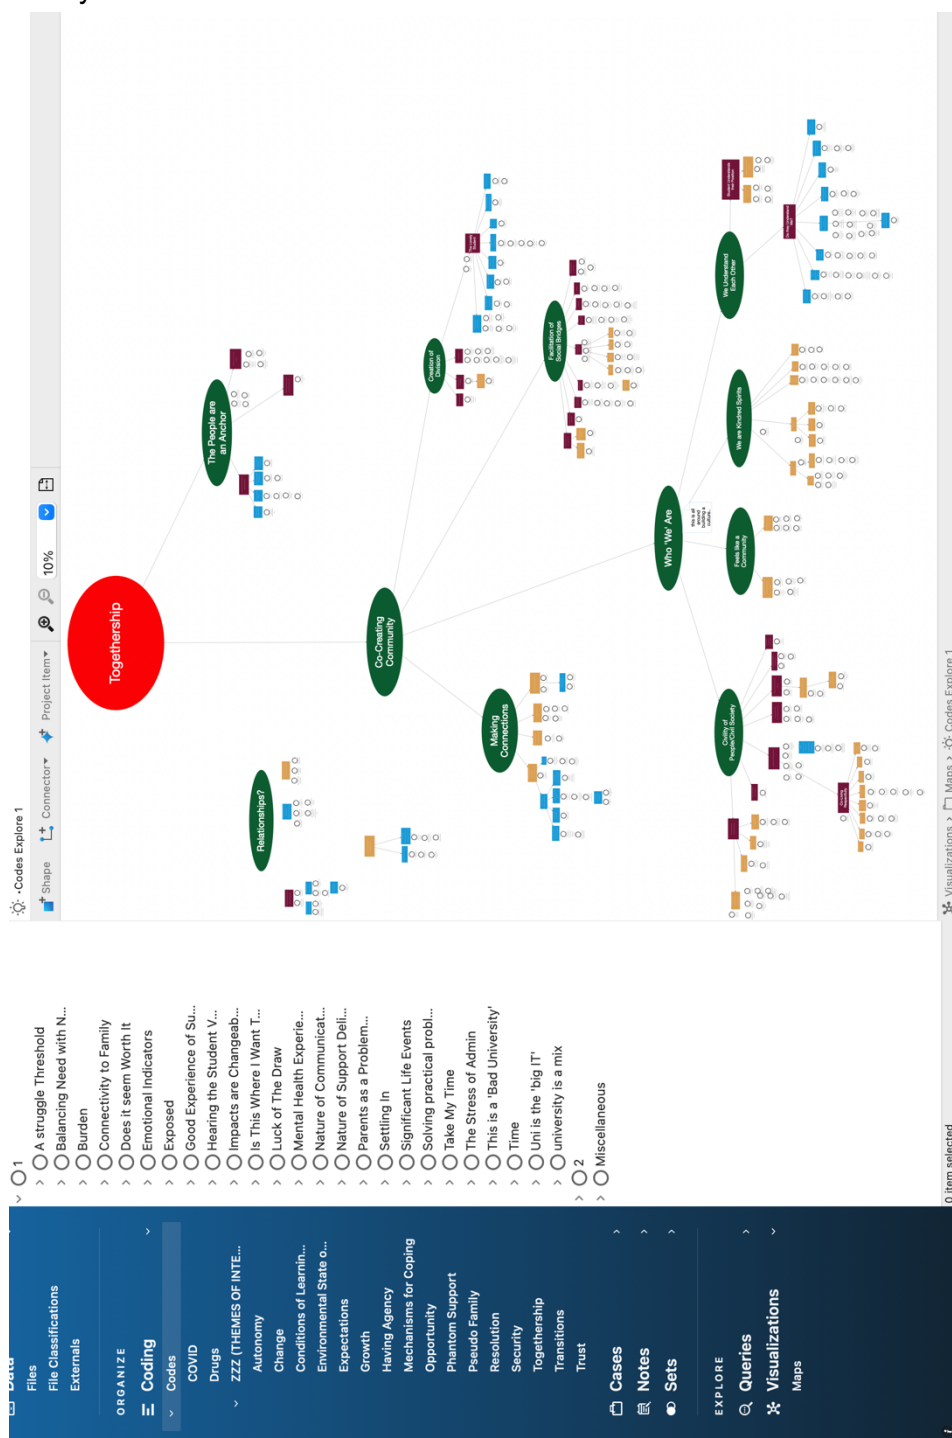 Data
Files
File Classifications
Externals
ORGANIZE
Coding
Codes
COVID
Drugs
ZZZ (THEMES OF INTE...
Autonomy
Change
Conditions of Learnin...
Environmental State o...
Expectations
Growth
Having Agency
Mechanisms for Coping
Opportunity
Phantom Support
Pseudo Family
Resolution
Security
Togethership
Transitions
Trust
Cases
Notes
Sets
EXPLORE
Queries
Visualizations
Maps
1
A struggle Threshold
Balancing Need with N...
Burden
Connectivity to Family
Does it seem Worth It
Emotional Indicators
Exposed
Good Experience of Su...
Hearing the Student V...
Impacts are Changeab...
Is This Where I Want T...
Luck of The Draw
Mental Health Experie...
Nature of Communicat...
Nature of Support Deli...
Parents as a Problem...
Settling In
Significant Life Events
Solving practical probl...
Take My Time
The Stress of Admin
This is a 'Bad University'
Time
Uni is the 'big IT'
university is a mix
2
Miscellaneous
0 item selected
Codes Explore 1
Shape
Connector
Project Item
10%
Togethership
The People are
an Anchor
Relationships?
Co-Creating
Community
Creation of
Division
Making
Connections
Facilitation of
Social Bridges
Who 'We' Are
this is all
around
building a
culture...
Civility of
People/Civil Society
Feels like a
Community
We are Kindred Spirits
We Understand
Each Other
Visualizations
Maps
Codes Explore 1